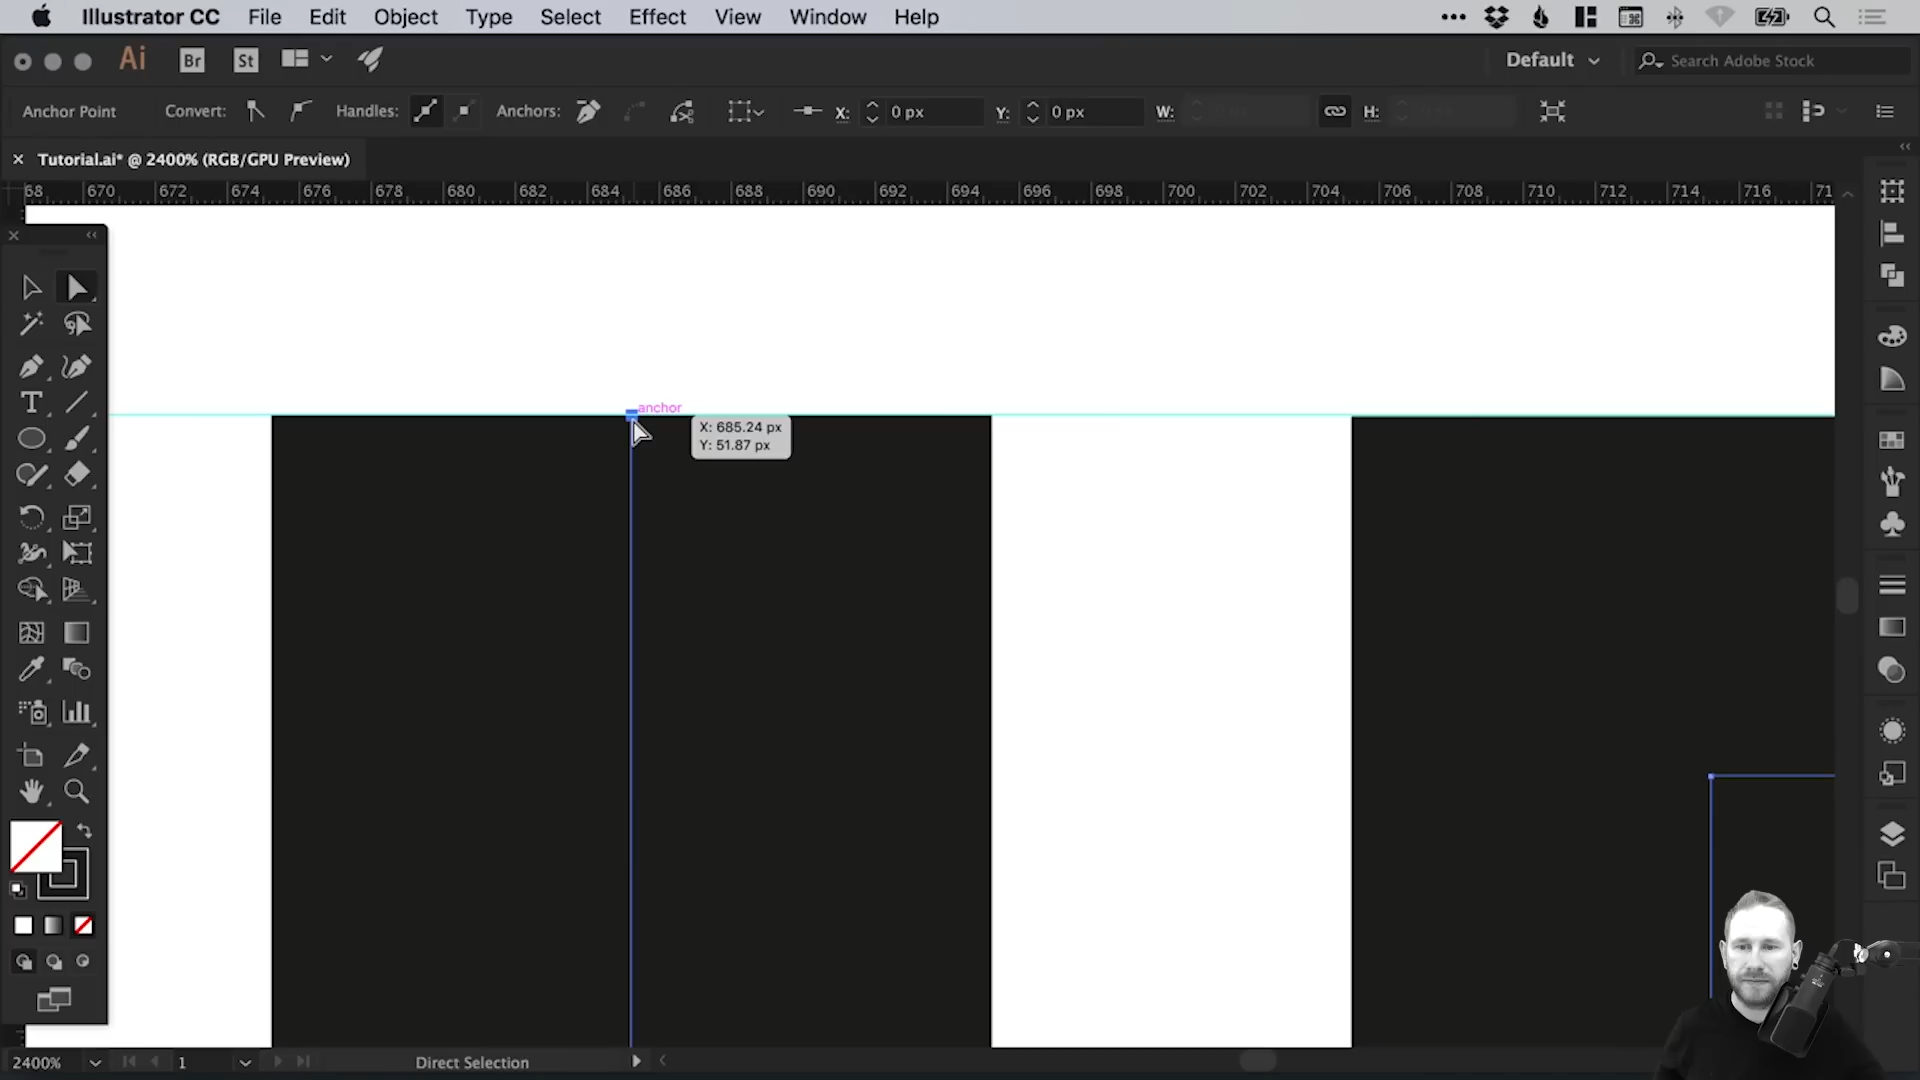 Illustrator CC File Edit Object Type Select Effect View Window Help
Ai Br St Default Search Adobe Stock
Anchor Point Convert: Handles: Anchors: X: 0 px Y: 0 px W: H:
Tutorial.ai* @ 2400% (RGB/GPU Preview)
68 670 672 674 676 678 680 682 684 686 688 690 692 694 696 698 700 702 704 706 708 710 712 714 716 71
anchor
X: 685.24 px
Y: 51.87 px
2400% 1 Direct Selection